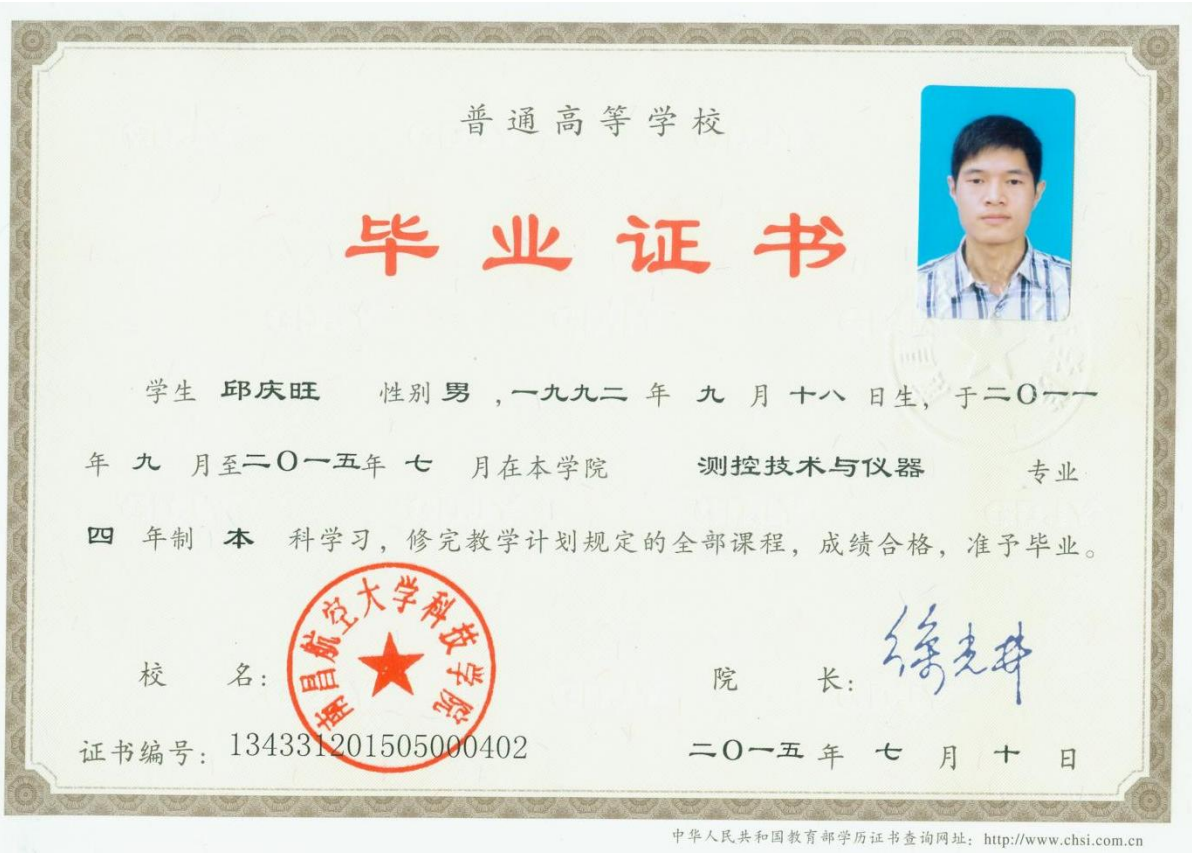 普通高等学校
毕业证书
学生 邱庆旺 性别 男 ,一九九二 年 九 月 十八 日生，于二〇一一
年 九 月至二〇一五年 七 月在本学院 测控技术与仪器 专业
四 年制 本 科学习，修完教学计划规定的全部课程，成绩合格，准予毕业。
南昌航空大学科技学院
校 名： 院 长：
证书编号：134331201505000402 二〇一五 年 七 月 十 日
中华人民共和国教育部学历证书查询网址：http://www.chsi.com.cn